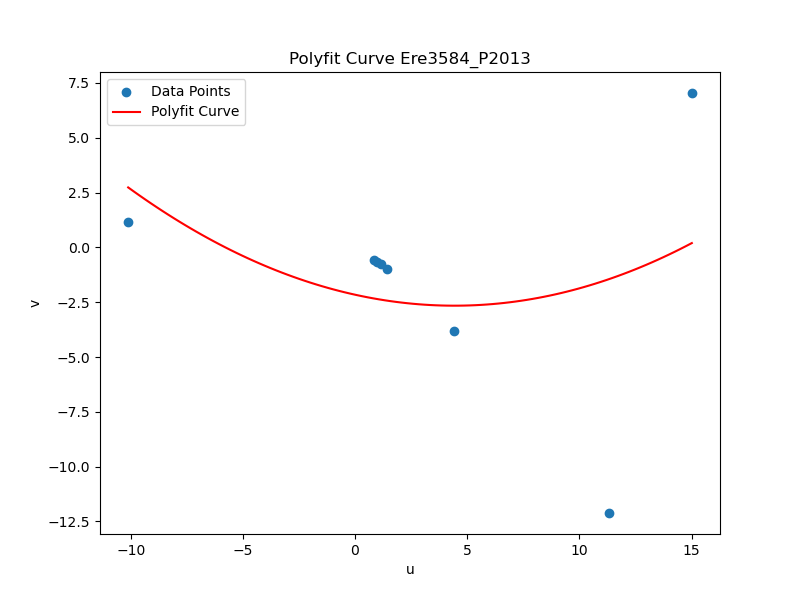 Polyfit Curve Ere3584_P2013
Data Points
Polyfit Curve
7.5
5.0
2.5
0.0
−2.5
−5.0
−7.5
−10.0
−12.5
v
−10 −5 0 5 10 15
u